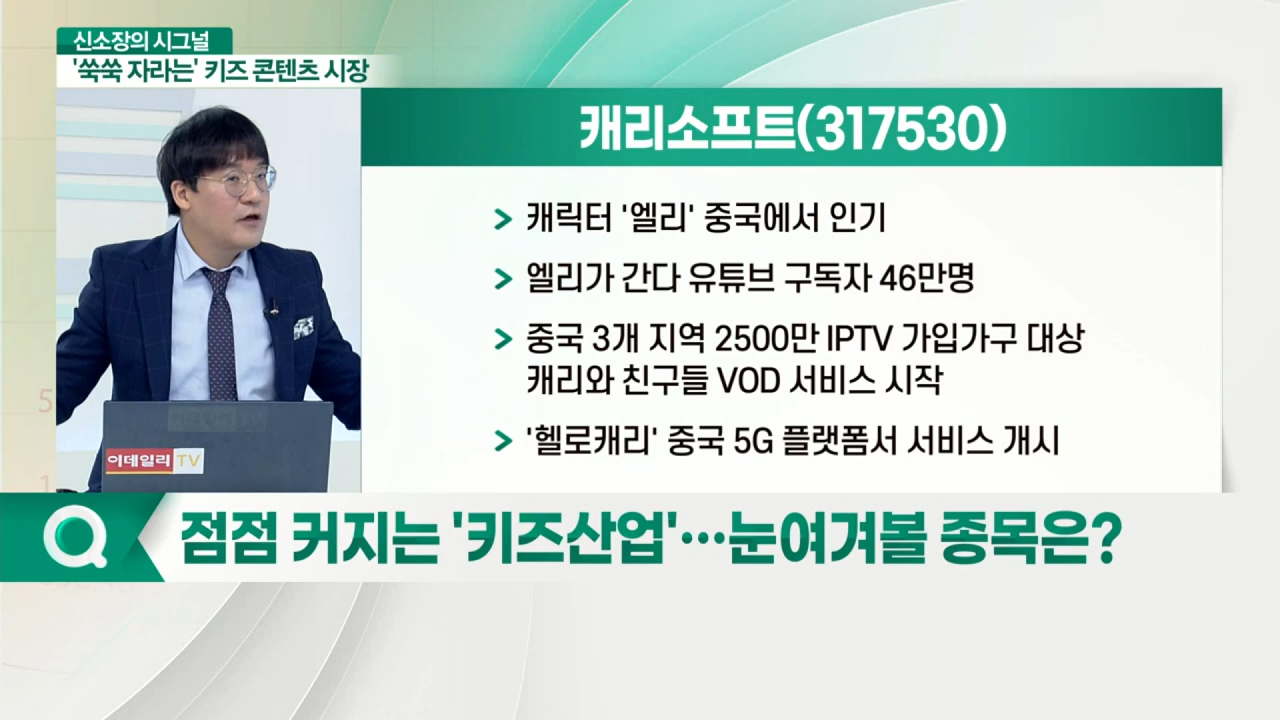 신소장의 시그널
'쑥쑥 자라는' 키즈 콘텐츠 시장
캐리소프트(317530)
> 캐릭터 '엘리' 중국에서 인기
> 엘리가 간다 유튜브 구독자 46만명
> 중국 3개 지역 2500만 IPTV 가입가구 대상
캐리와 친구들 VOD 서비스 시작
> '헬로캐리' 중국 5G 플랫폼서 서비스 개시
5
1
이데일리 TV
Q 점점 커지는 '키즈산업'…눈여겨볼 종목은?